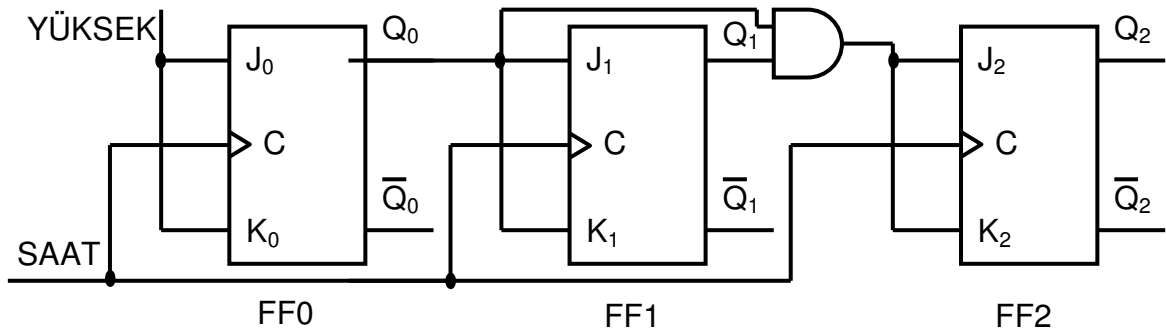 YÜKSEK
Q₀
Q₁
Q₂
J₀
J₁
J₂
C
C
C
Q̅₀
Q̅₁
Q̅₂
K₀
K₁
K₂
SAAT
FF0
FF1
FF2